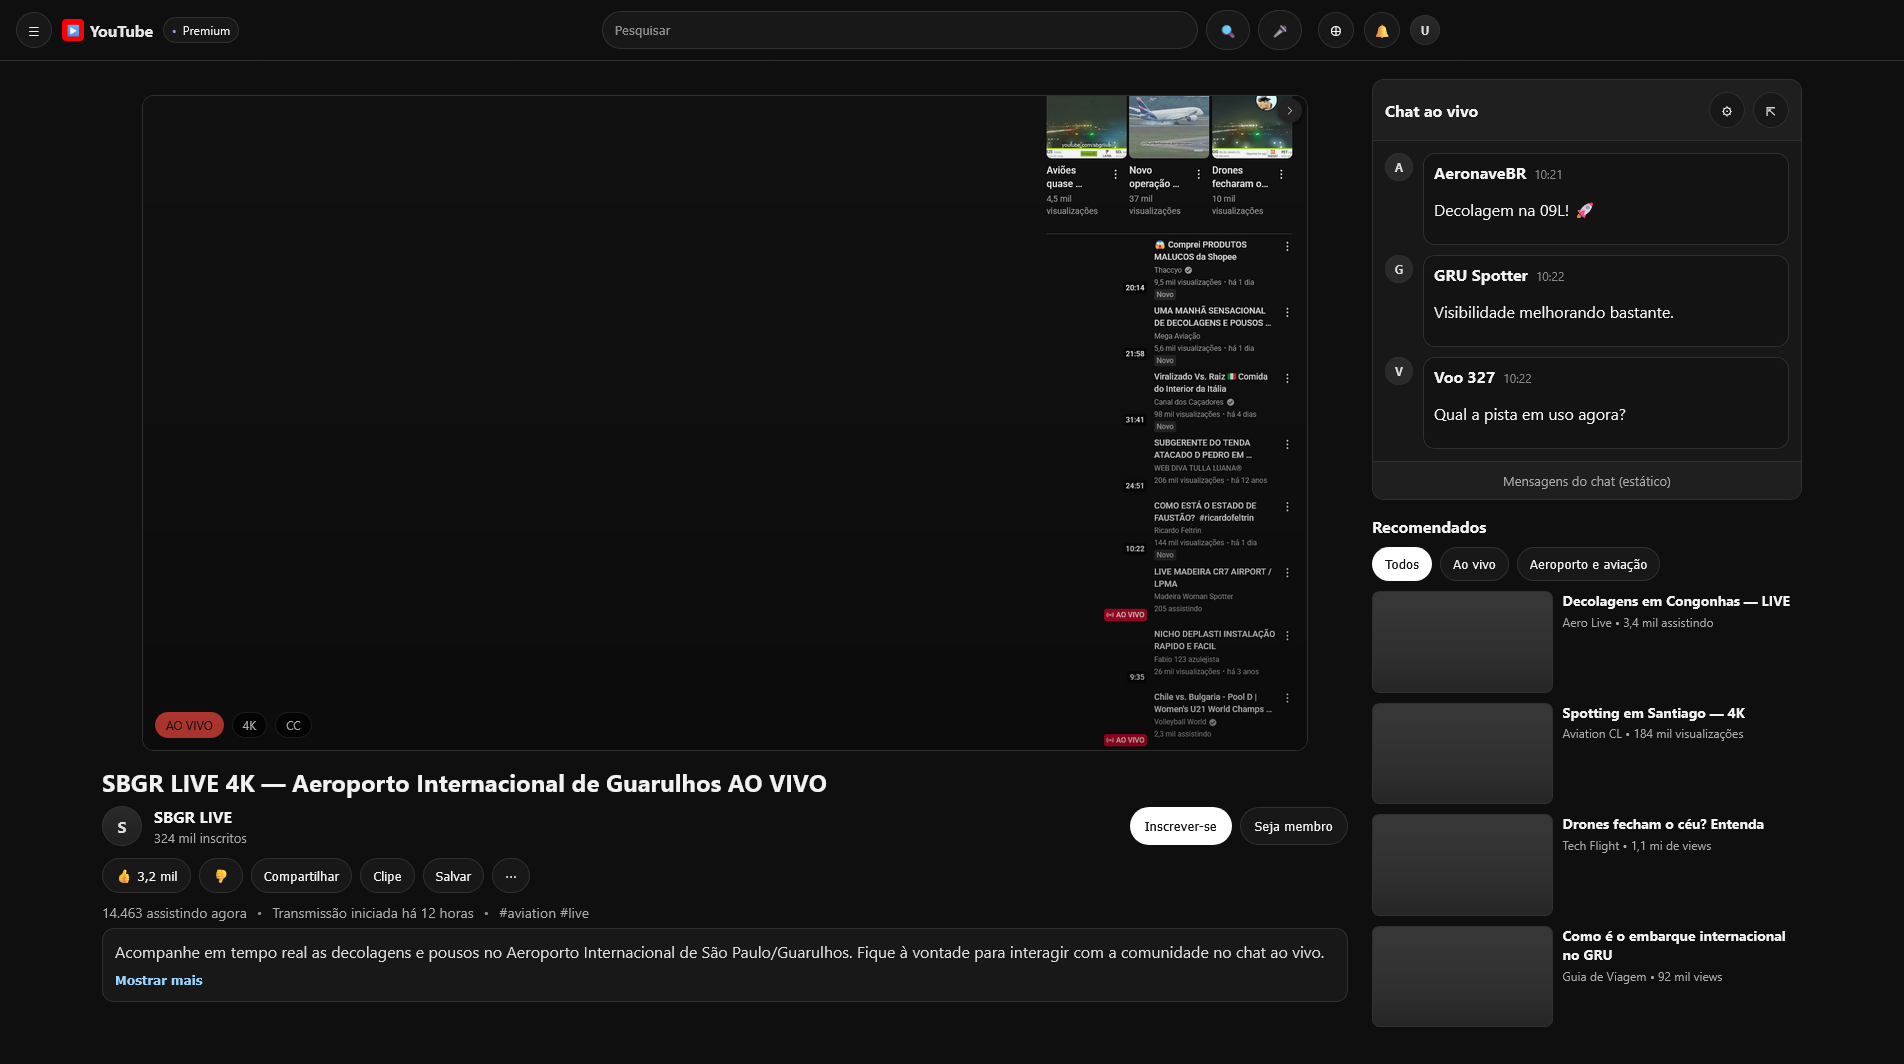 YouTube
Premium
Pesquisar
U
youtube.com/sbgrlive
Aviões
quase ...
4,5 mil
visualizações
Novo
operação ...
37 mil
visualizações
Drones
fecharam o...
10 mil
visualizações
😱 Comprei PRODUTOS
MALUCOS da Shopee
Thaccyo
9,5 mil visualizações • há 1 dia
Novo
20:14
UMA MANHÃ SENSACIONAL
DE DECOLAGENS E POUSOS ...
Mega Aviação
5,6 mil visualizações • há 1 dia
Novo
21:58
Viralizado Vs. Raiz 🇮🇹 Comida
do Interior da Itália
Canal dos Caçadores
98 mil visualizações • há 4 dias
Novo
31:41
SUBGERENTE DO TENDA
ATACADO D PEDRO EM ...
WEB DIVA TULLA LUANA®
206 mil visualizações • há 12 anos
24:51
COMO ESTÁ O ESTADO DE
FAUSTÃO? #ricardofeltrin
Ricardo Feltrin
144 mil visualizações • há 1 dia
Novo
10:22
LIVE MADEIRA CR7 AIRPORT /
LPMA
Madeira Woman Spotter
205 assistindo
AO VIVO
NICHO DEPLASTI INSTALAÇÃO
RAPIDO E FACIL
Fabio 123 azulejista
26 mil visualizações • há 3 anos
9:35
Chile vs. Bulgaria - Pool D |
Women's U21 World Champs ...
Volleyball World
2,3 mil assistindo
AO VIVO
AO VIVO
4K
CC
SBGR LIVE 4K — Aeroporto Internacional de Guarulhos AO VIVO
S
SBGR LIVE
324 mil inscritos
Inscrever-se
Seja membro
👍 3,2 mil
👎
Compartilhar
Clipe
Salvar
...
14.463 assistindo agora • Transmissão iniciada há 12 horas • #aviation #live
Acompanhe em tempo real as decolagens e pousos no Aeroporto Internacional de São Paulo/Guarulhos. Fique à vontade para interagir com a comunidade no chat ao vivo.
Mostrar mais
Chat ao vivo
A
AeronaveBR 10:21
Decolagem na 09L! 🚀
G
GRU Spotter 10:22
Visibilidade melhorando bastante.
V
Voo 327 10:22
Qual a pista em uso agora?
Mensagens do chat (estático)
Recomendados
Todos
Ao vivo
Aeroporto e aviação
Decolagens em Congonhas — LIVE
Aero Live • 3,4 mil assistindo
Spotting em Santiago — 4K
Aviation CL • 184 mil visualizações
Drones fecham o céu? Entenda
Tech Flight • 1,1 mi de views
Como é o embarque internacional
no GRU
Guia de Viagem • 92 mil views